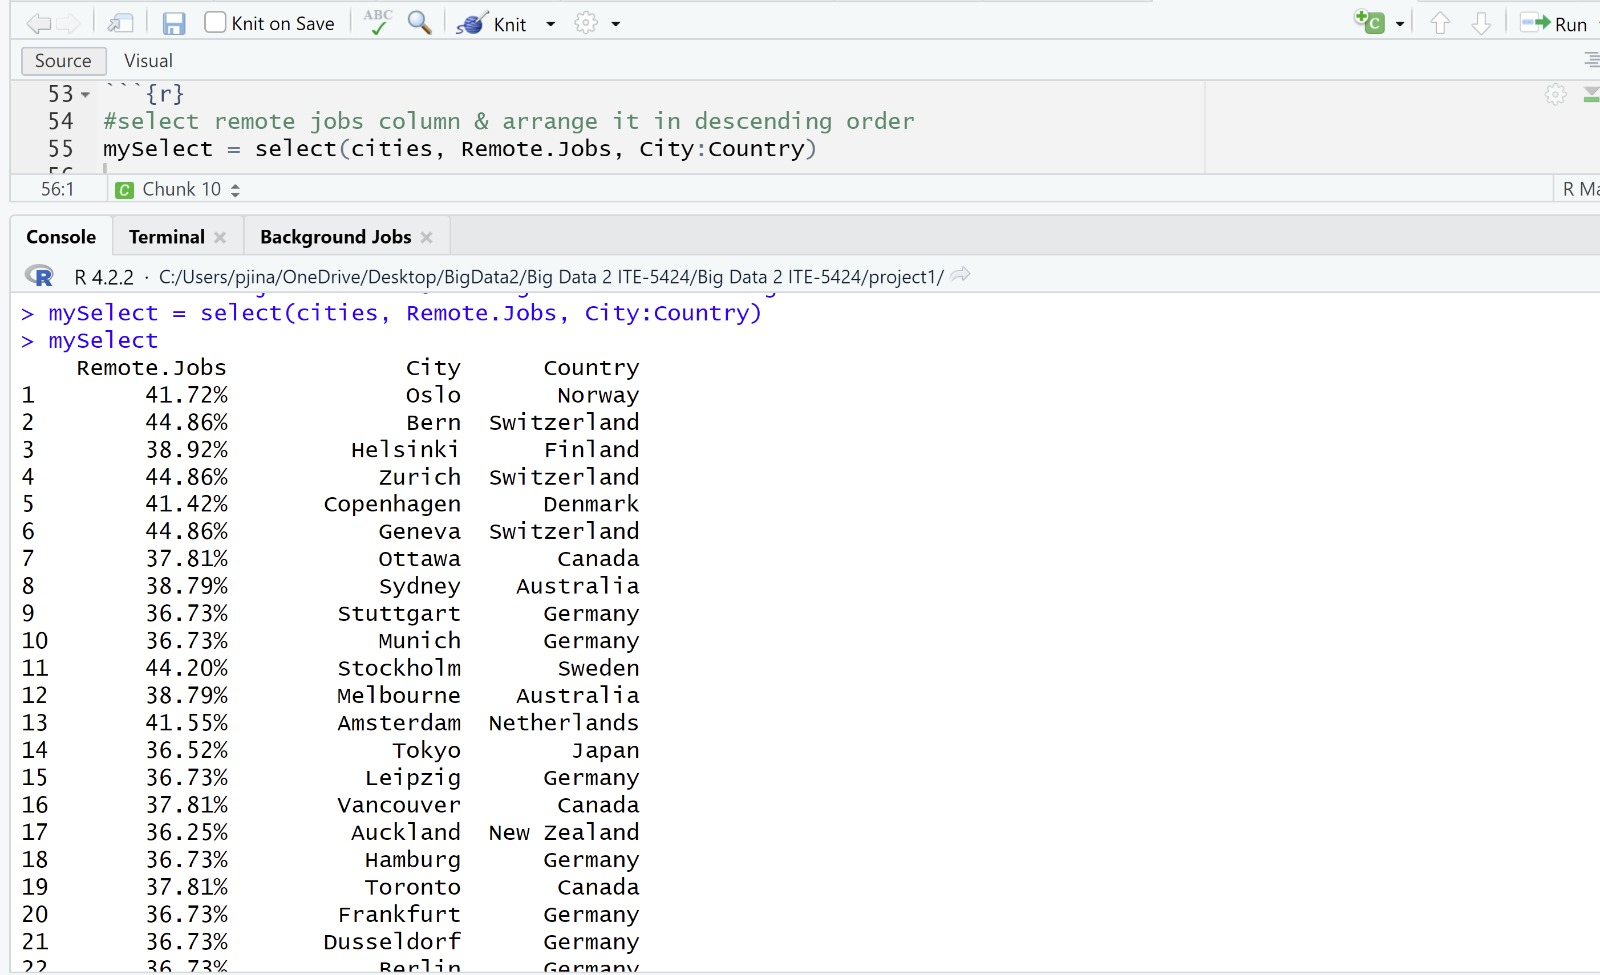 Knit on Save ABC Knit C Run
Source Visual
53 ```{r}
54 #select remote jobs column & arrange it in descending order
55 mySelect = select(cities, Remote.Jobs, City:Country)
56
56:1 C Chunk 10 R Ma
Console Terminal Background Jobs
R R 4.2.2 · C:/Users/pjina/OneDrive/Desktop/BigData2/Big Data 2 ITE-5424/Big Data 2 ITE-5424/project1/
> mySelect = select(cities, Remote.Jobs, City:Country)
> mySelect
Remote.Jobs City Country
1 41.72% Oslo Norway
2 44.86% Bern Switzerland
3 38.92% Helsinki Finland
4 44.86% Zurich Switzerland
5 41.42% Copenhagen Denmark
6 44.86% Geneva Switzerland
7 37.81% Ottawa Canada
8 38.79% Sydney Australia
9 36.73% Stuttgart Germany
10 36.73% Munich Germany
11 44.20% Stockholm Sweden
12 38.79% Melbourne Australia
13 41.55% Amsterdam Netherlands
14 36.52% Tokyo Japan
15 36.73% Leipzig Germany
16 37.81% Vancouver Canada
17 36.25% Auckland New Zealand
18 36.73% Hamburg Germany
19 37.81% Toronto Canada
20 36.73% Frankfurt Germany
21 36.73% Dusseldorf Germany
22 36.73% Berlin Germany